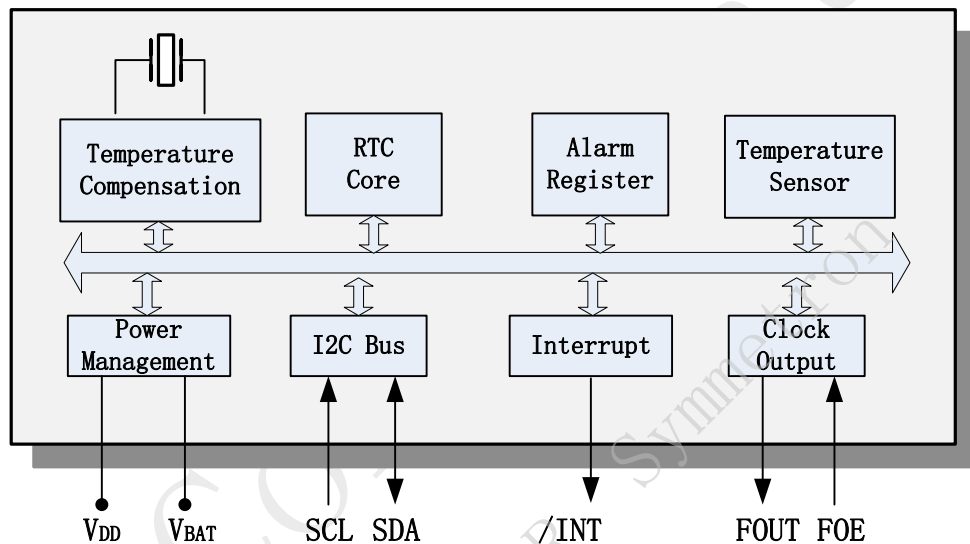 Temperature
Compensation
RTC
Core
Alarm
Register
Temperature
Sensor
Power
Management
I2C Bus
Interrupt
Clock
Output
VDD
VBAT
SCL SDA
/INT
FOUT FOE
Symmetron